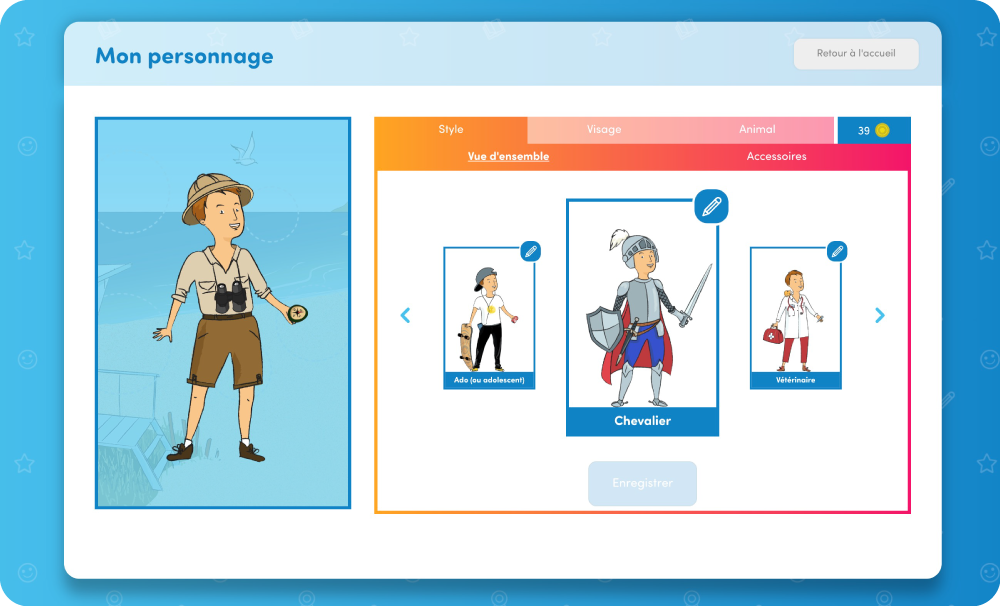 Mon personnage
Retour à l'accueil
Style
Visage
Animal
39
Vue d'ensemble
Accessoires
Ado (ou adolescent)
Chevalier
Vétérinaire
Enregistrer